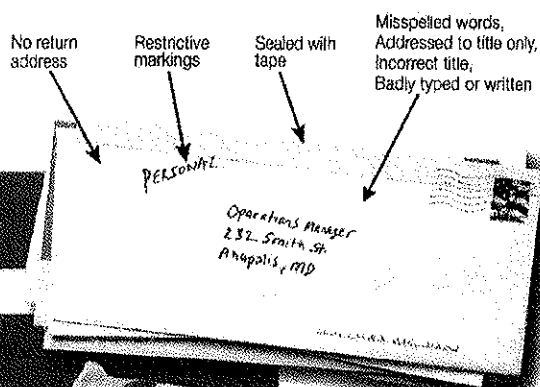 No return
address
Restrictive
markings
Sealed with
tape
Misspelled words,
Addressed to title only,
Incorrect title,
Badly typed or written
PERSONAL
Operations Manager
232 Smith St.
Anapolis, MD